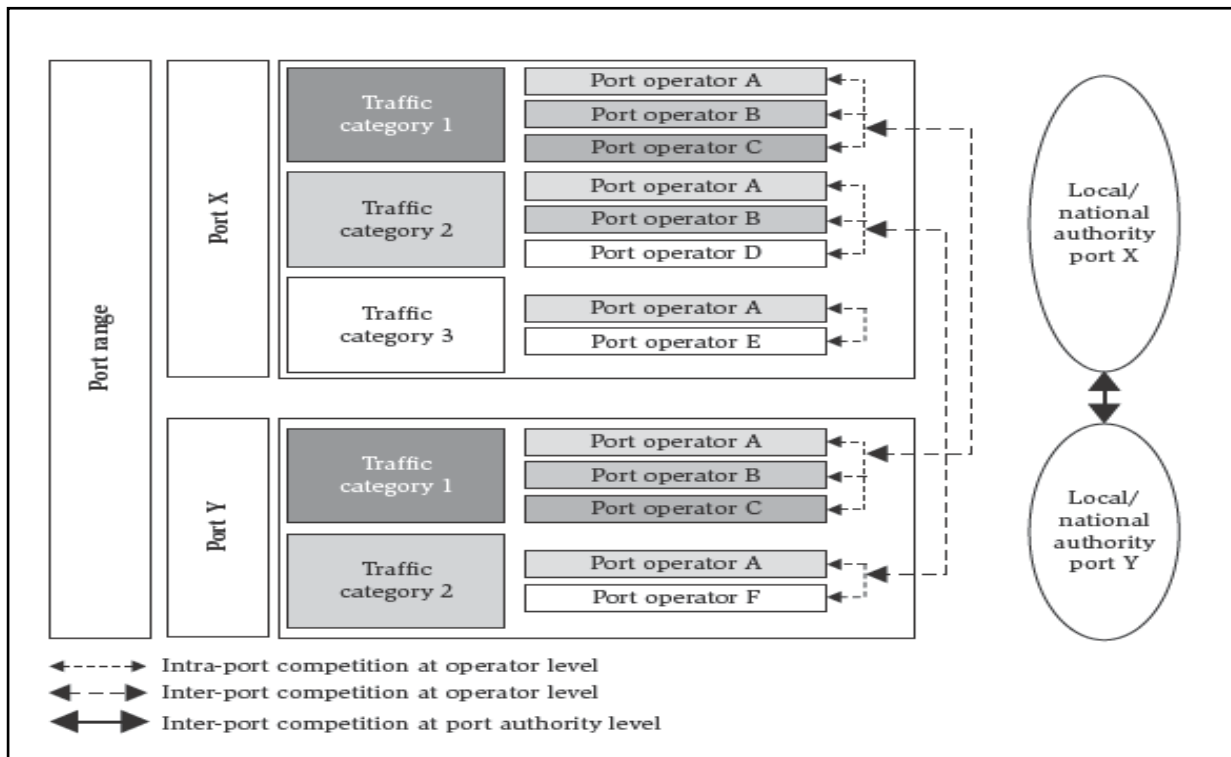 Port range
Port X
Traffic
category 1
Port operator A
Port operator B
Port operator C
Traffic
category 2
Port operator A
Port operator B
Port operator D
Traffic
category 3
Port operator A
Port operator E
Local/
national
authority
port X
Port Y
Traffic
category 1
Port operator A
Port operator B
Port operator C
Traffic
category 2
Port operator A
Port operator F
Local/
national
authority
port Y
Intra-port competition at operator level
Inter-port competition at operator level
Inter-port competition at port authority level